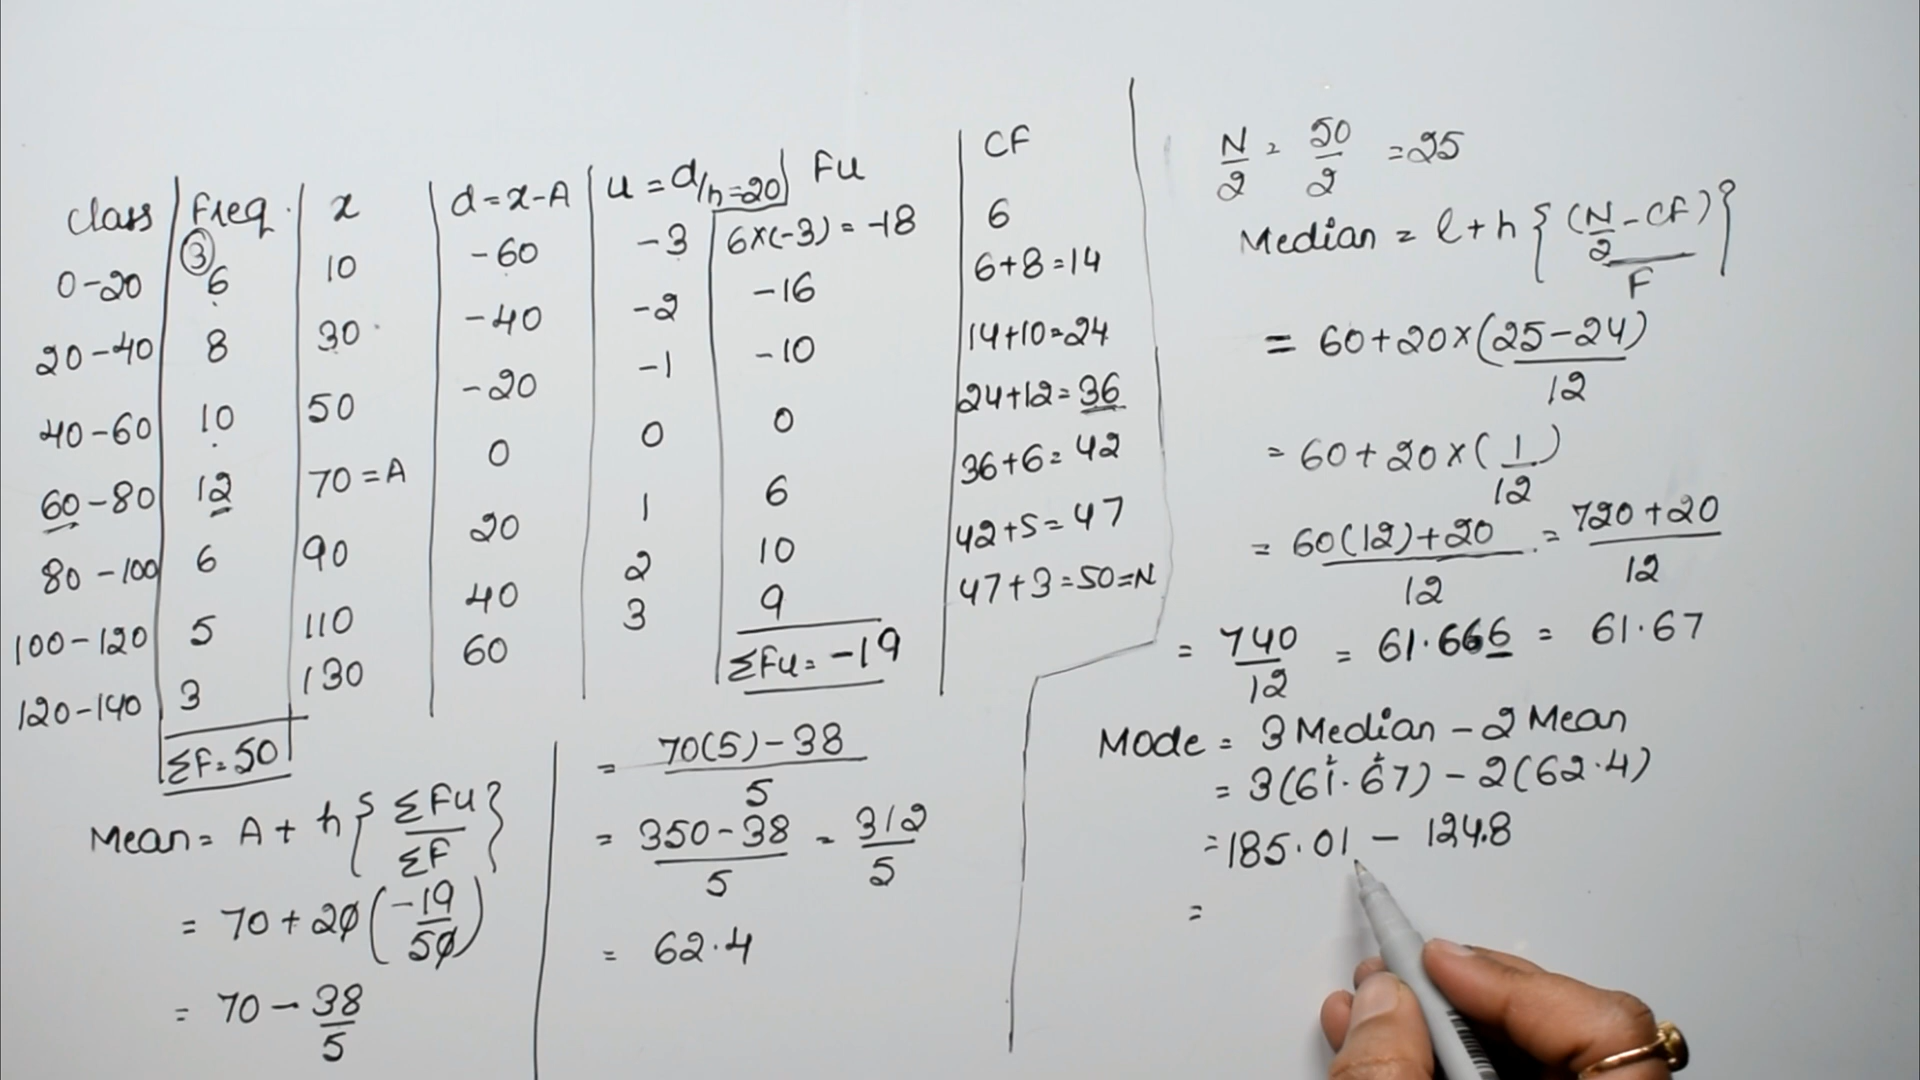 Class | Freq. | x | d=x-A | u=d/h=20 | Fu | CF
③
0-20 | 6 | 10 | -60 | -3 | 6×(-3)=-18 | 6
20-40 | 8 | 30 | -40 | -2 | -16 | 6+8=14
40-60 | 10 | 50 | -20 | -1 | -10 | 14+10=24
60-80 | 12 | 70=A | 0 | 0 | 0 | 24+12=36
80-100 | 6 | 90 | 20 | 1 | 6 | 36+6=42
100-120 | 5 | 110 | 40 | 2 | 10 | 42+5=47
120-140 | 3 | 130 | 60 | 3 | 9 | 47+3=50=N
ΣF=50
ΣFu=-19
Mean = A + h{ΣFu/ΣF}
= 70+20(-19/50)
= 70 - 38/5
= 70(5)-38/5
= 350-38/5 = 312/5
= 62.4
N/2 = 50/2 = 25
Median = l+h{(N/2-CF)/F}
= 60+20×(25-24)/12
= 60+20×(1/12)
= 60(12)+20/12 = 720+20/12
= 740/12 = 61.666 = 61.67
Mode = 3 Median - 2 Mean
= 3(61.67) - 2(62.4)
= 185.01 - 124.8
=